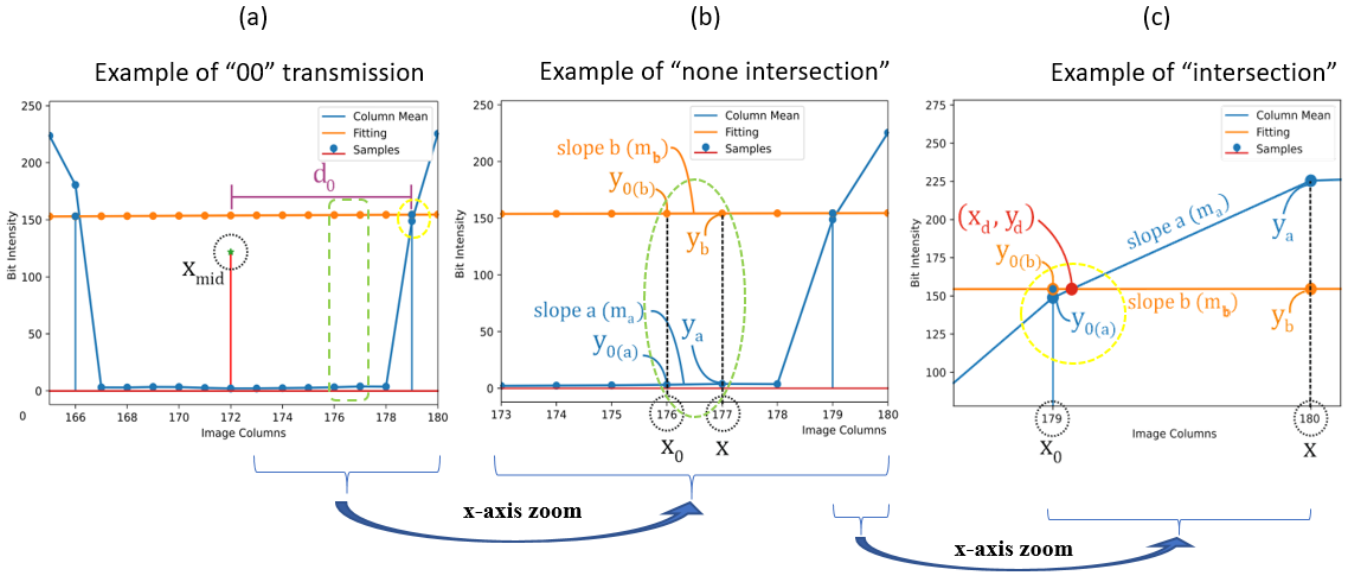 (a)
Example of “00” transmission
250
200
150
100
50
0
0
Bit Intensity
Column Mean
Fitting
Samples
d0
xmid
166
168
170
172
174
176
178
180
Image Columns
(b)
Example of “none intersection”
250
200
150
100
50
0
Bit Intensity
Column Mean
Fitting
Samples
slope b (mb)
y0(b)
yb
slope a (ma)
ya
y0(a)
173
174
175
176
177
178
179
180
Image Columns
x0
x
(c)
Example of “intersection”
275
250
225
200
175
150
125
100
Bit Intensity
Column Mean
Fitting
Samples
slope a (ma)
ya
(xd, yd)
y0(b)
slope b (mb)
y0(a)
yb
179
180
Image Columns
x0
x
x-axis zoom
x-axis zoom